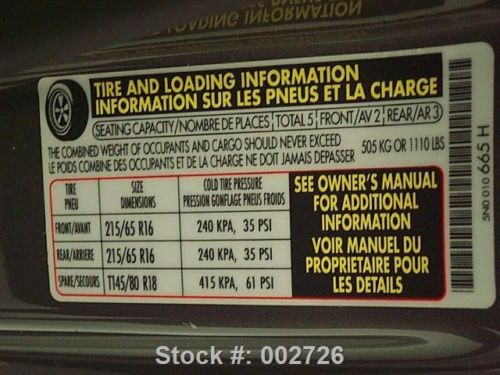 TIRE AND LOADING INFORMATION
INFORMATION SUR LES PNEUS ET LA CHARGE
SEATING CAPACITY/NOMBRE DE PLACES TOTAL 5 FRONT/AV 2 REAR/AR 3
THE COMBINED WEIGHT OF OCCUPANTS AND CARGO SHOULD NEVER EXCEED
LE POIDS COMBINE DES OCCUPANTS ET DE LA CHARGE NE DOIT JAMAIS DEPASSER
505 KG OR 1110 LBS
TIRE SIZE COLD TIRE PRESSURE
PNEU DIMENSIONS PRESSION GONFLAGE PNEUS FROIDS
FRONT/AVANT 215/65 R16 240 KPA, 35 PSI
REAR/ARRIERE 215/65 R16 240 KPA, 35 PSI
SPARE/SECOURS T145/80 R18 415 KPA, 61 PSI
SEE OWNER'S MANUAL
FOR ADDITIONAL
INFORMATION
VOIR MANUEL DU
PROPRIETAIRE POUR
LES DETAILS
5N0 010 665 H
Stock #: 002726